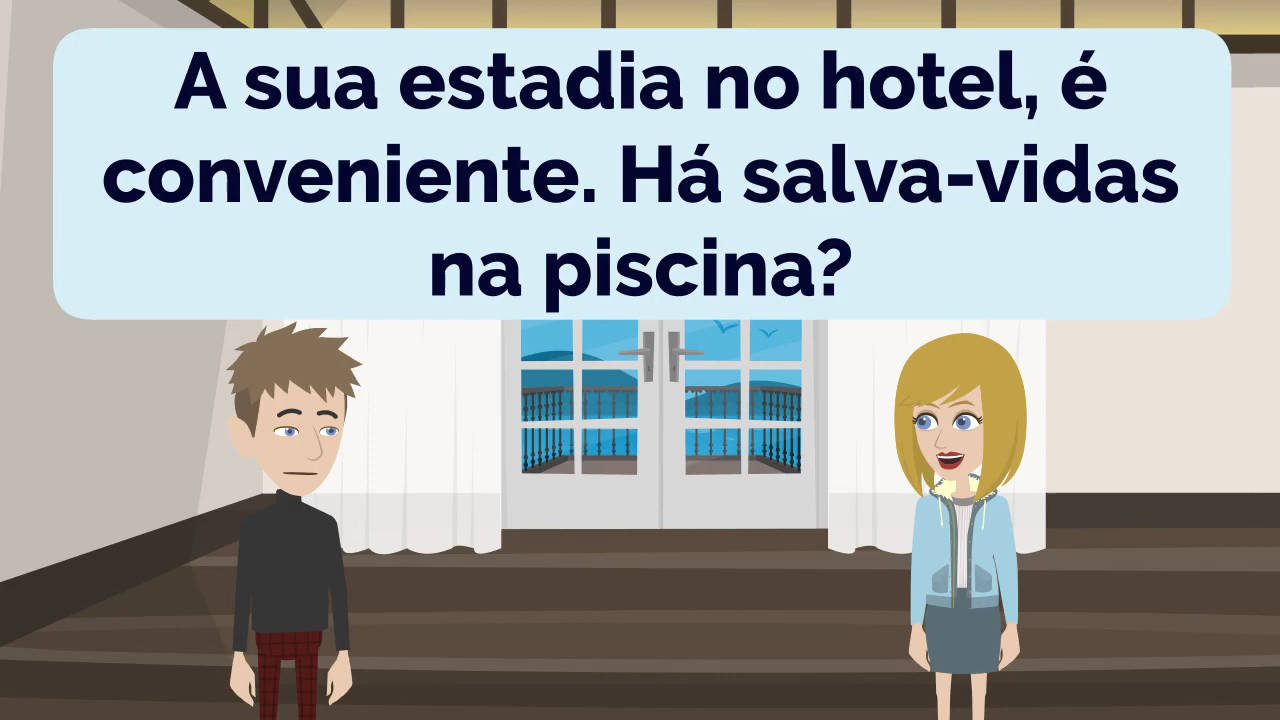 A sua estadia no hotel, é
conveniente. Há salva-vidas
na piscina?